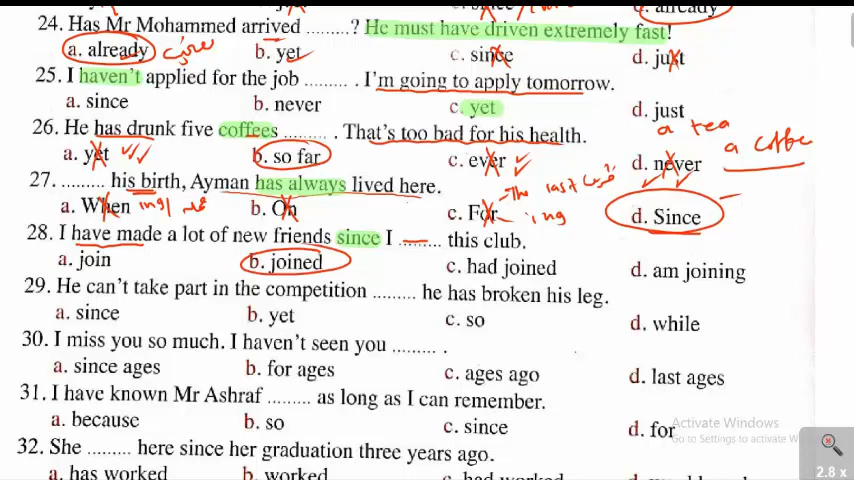 24. Has Mr Mohammed arrived .........? He must have driven extremely fast!
a. already b. yet c. since d. just
25. I haven't applied for the job ......... . I'm going to apply tomorrow.
a. since b. never c. yet d. just
a tea
26. He has drunk five coffees ......... . That's too bad for his health.
a coffee
a. yet b. so far c. ever d. never
27. ......... his birth, Ayman has always lived here.
The last
a. When ing/ b. On c. For ing d. Since
28. I have made a lot of new friends since I ......... this club.
a. join b. joined c. had joined d. am joining
29. He can't take part in the competition ......... he has broken his leg.
a. since b. yet c. so d. while
30. I miss you so much. I haven't seen you ......... .
a. since ages b. for ages c. ages ago d. last ages
31. I have known Mr Ashraf ......... as long as I can remember.
a. because b. so c. since d. for
Activate Windows
Go to Settings to activate W
32. She ......... here since her graduation three years ago.
a. has worked b. worked c. had worked
2.8 x